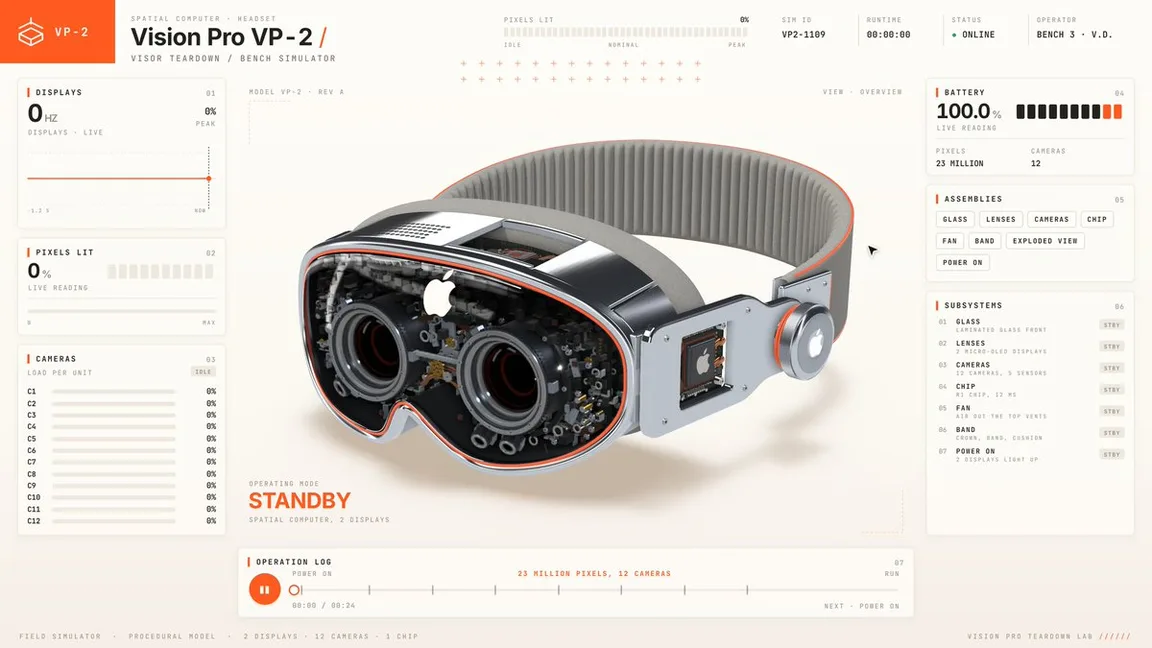 VP-2
SPATIAL COMPUTER · HEADSET
Vision Pro VP-2 /
VISOR TEARDOWN / BENCH SIMULATOR
PIXELS LIT 0%
IDLE NOMINAL PEAK
SIM ID
VP2-1109
RUNTIME
00:00:00
STATUS
ONLINE
OPERATOR
BENCH 3 · V.D.
DISPLAYS 01
0 HZ
0%
PEAK
DISPLAYS · LIVE
-1.2 S NOW
PIXELS LIT 02
0 %
LIVE READING
0 MAX
CAMERAS 03
LOAD PER UNIT IDLE
C1 0%
C2 0%
C3 0%
C4 0%
C5 0%
C6 0%
C7 0%
C8 0%
C9 0%
C10 0%
C11 0%
C12 0%
MODEL VP-2 · REV A
VIEW · OVERVIEW
OPERATING MODE
STANDBY
SPATIAL COMPUTER, 2 DISPLAYS
BATTERY 04
100.0 %
LIVE READING
PIXELS CAMERAS
23 MILLION 12
ASSEMBLIES 05
GLASS LENSES CAMERAS CHIP
FAN BAND EXPLODED VIEW
POWER ON
SUBSYSTEMS 06
01 GLASS STBY
LAMINATED GLASS FRONT
02 LENSES STBY
2 MICRO-OLED DISPLAYS
03 CAMERAS STBY
12 CAMERAS, 5 SENSORS
04 CHIP STBY
R1 CHIP, 12 MS
05 FAN STBY
AIR OUT THE TOP VENTS
06 BAND STBY
CROWN, BAND, CUSHION
07 POWER ON STBY
2 DISPLAYS LIGHT UP
OPERATION LOG 07
POWER ON 23 MILLION PIXELS, 12 CAMERAS RUN
00:00 / 00:24 NEXT · POWER ON
FIELD SIMULATOR · PROCEDURAL MODEL · 2 DISPLAYS · 12 CAMERAS · 1 CHIP
VISION PRO TEARDOWN LAB //////